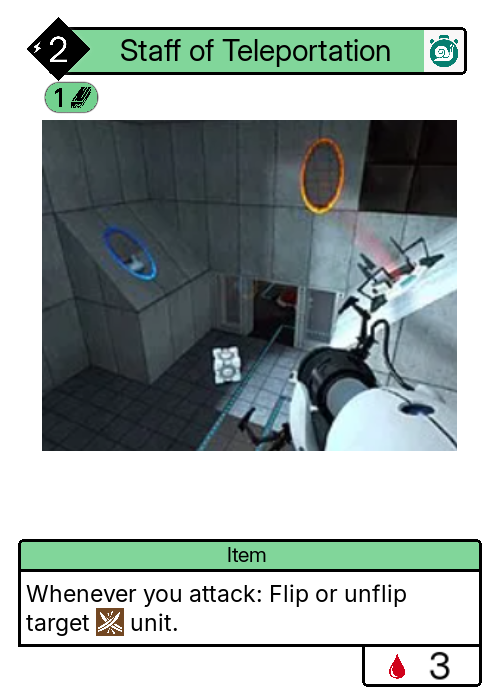 2 Staff of Teleportation
1
Item
Whenever you attack: Flip or unflip
target unit.
3